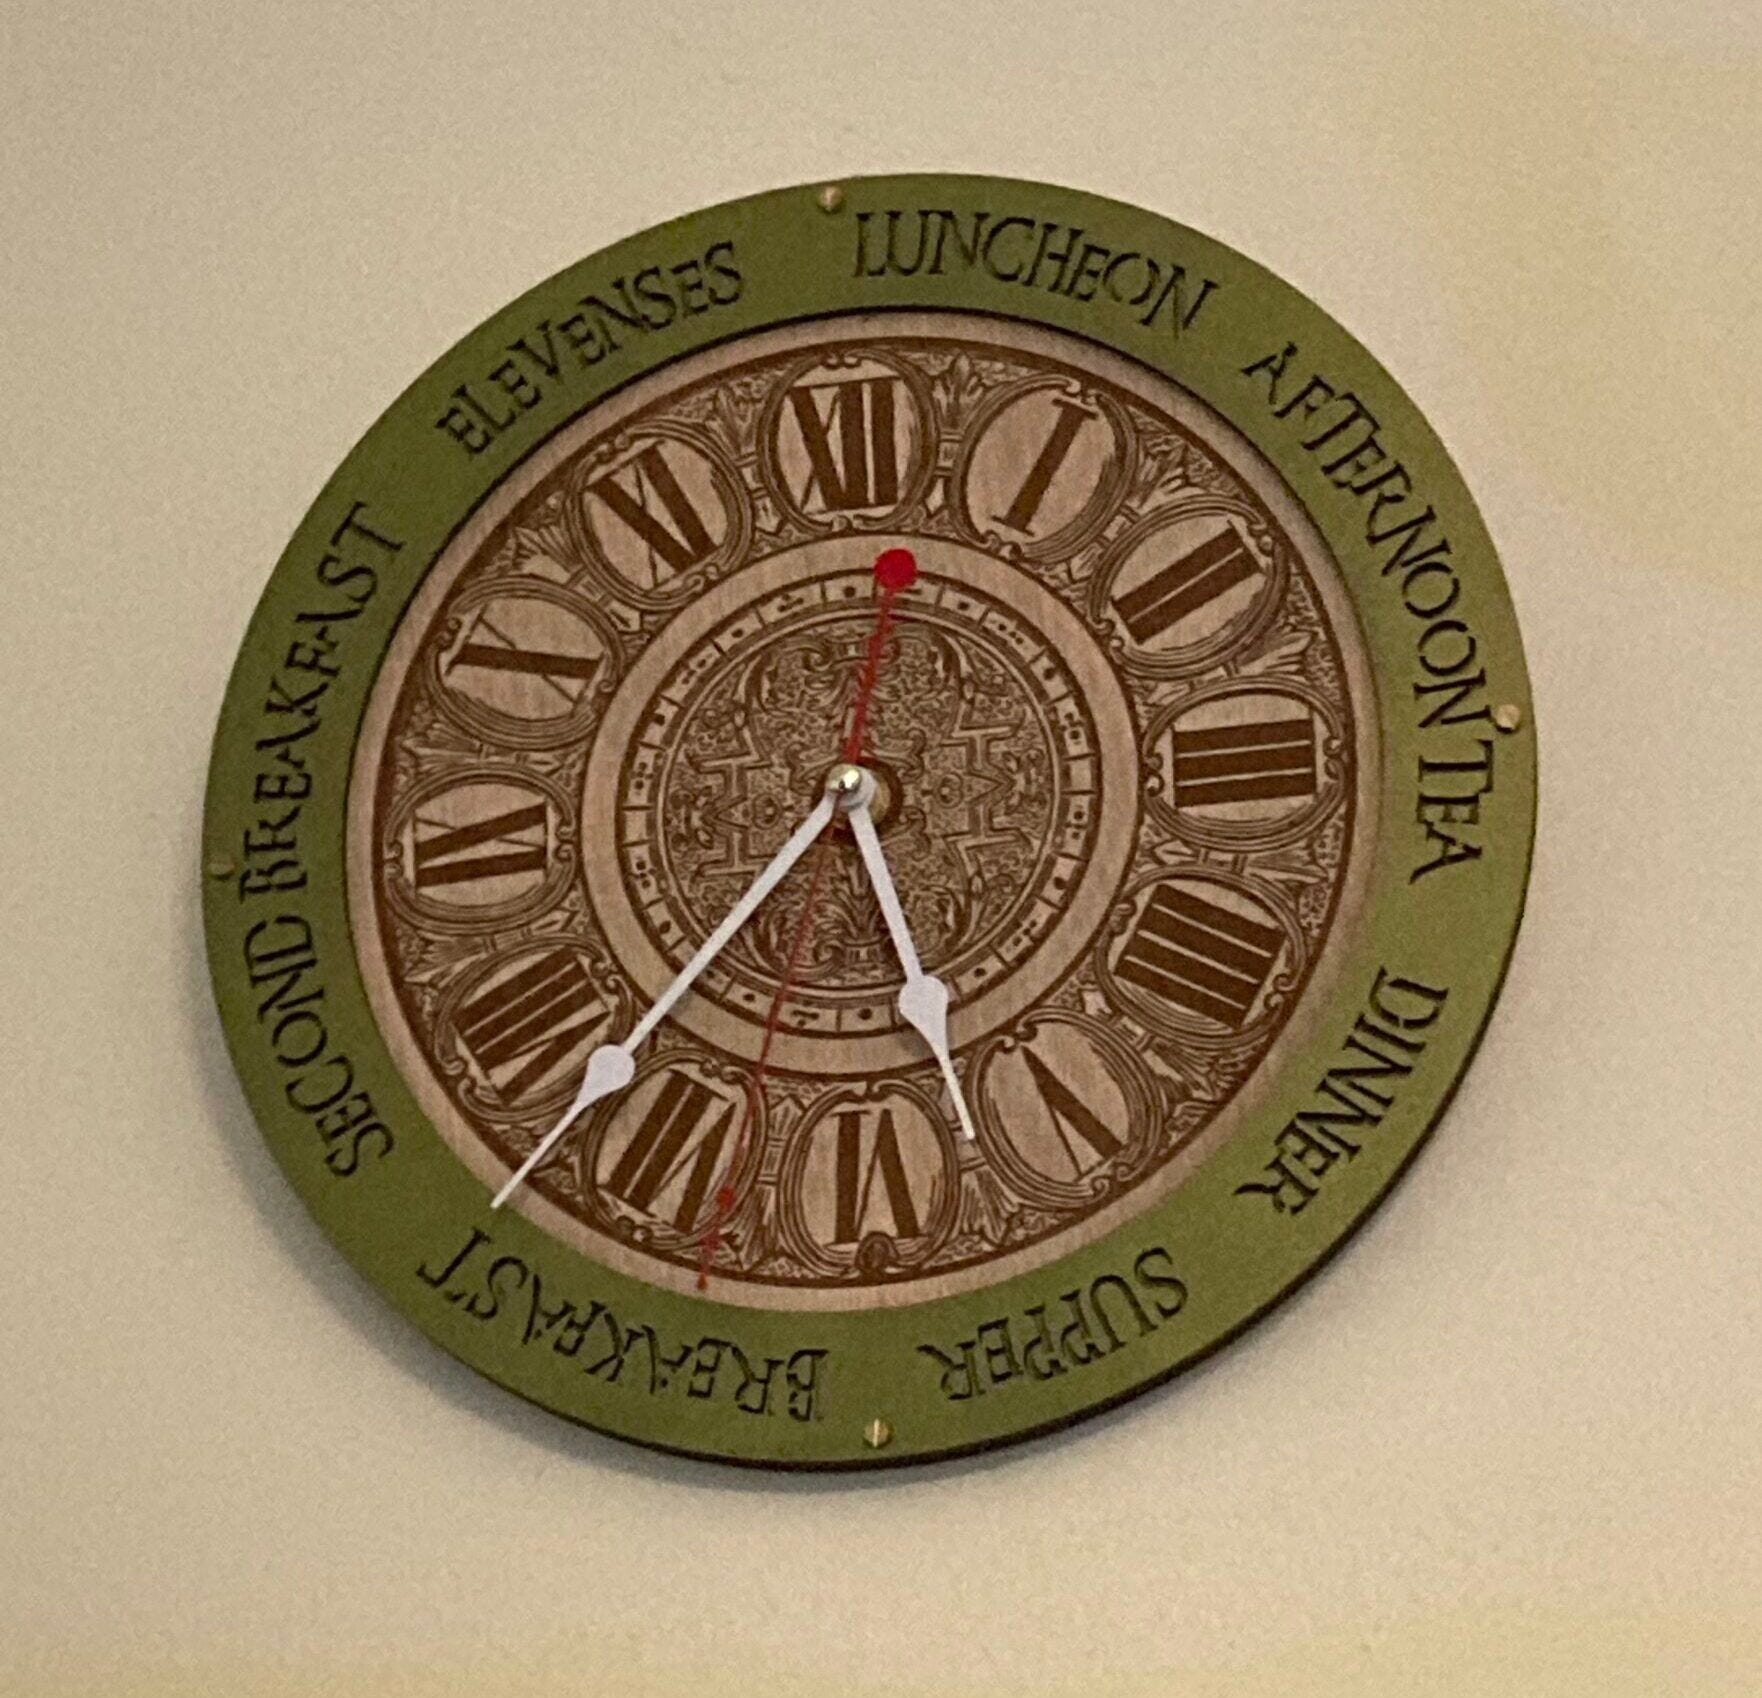 LUNCHEON
AFTERNOON TEA
DINNER
SUPPER
BREAKFAST
SECOND BREAKFAST
ELEVENSES
XII
I
II
III
IIII
V
VI
VII
VIII
IX
X
XI